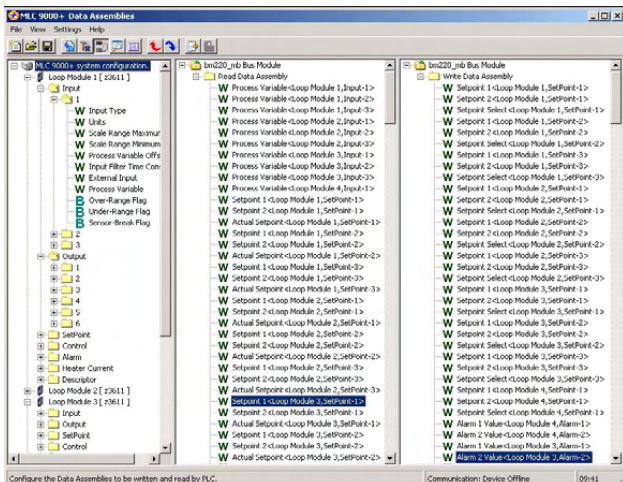 MLC 9000+ Data Assemblies
File View Settings Help
MLC 9000+ system configuration.
Loop Module 1 [ z3611 ]
Input
1
W Input Type
W Units
W Scale Range Maximur
W Scale Range Minimum
W Process Variable Offs
W Input Filter Time Con:
W External Input
W Process Variable
B Over-Range Flag
B Under-Range Flag
B Sensor-Break Flag
2
3
Output
1
2
3
4
5
6
SetPoint
Control
Alarm
Heater Current
Descriptor
Loop Module 2 [ z3611 ]
Loop Module 3 [ z3611 ]
Input
Output
SetPoint
Control
bm220_mb Bus Module
Read Data Assembly
W Process Variable<Loop Module 1,Input-1>
W Process Variable<Loop Module 1,Input-2>
W Process Variable<Loop Module 1,Input-3>
W Process Variable<Loop Module 2,Input-1>
W Process Variable<Loop Module 2,Input-2>
W Process Variable<Loop Module 2,Input-3>
W Process Variable<Loop Module 3,Input-2>
W Process Variable<Loop Module 3,Input-3>
W Process Variable<Loop Module 4,Input-1>
W Setpoint 1<Loop Module 1,SetPoint-1>
W Setpoint 2<Loop Module 1,SetPoint-1>
W Actual Setpoint<Loop Module 1,SetPoint-1>
W Setpoint 1<Loop Module 1,SetPoint-2>
W Setpoint 2<Loop Module 1,SetPoint-2>
W Actual Setpoint<Loop Module 1,SetPoint-2>
W Setpoint 1<Loop Module 1,SetPoint-3>
W Setpoint 2<Loop Module 1,SetPoint-3>
W Actual Setpoint<Loop Module 1,SetPoint-3>
W Setpoint 1<Loop Module 2,SetPoint-1>
W Setpoint 2<Loop Module 2,SetPoint-1>
W Actual Setpoint<Loop Module 2,SetPoint-1>
W Setpoint 1<Loop Module 2,SetPoint-2>
W Setpoint 2<Loop Module 2,SetPoint-2>
W Actual Setpoint<Loop Module 2,SetPoint-2>
W Setpoint 1<Loop Module 2,SetPoint-3>
W Setpoint 2<Loop Module 2,SetPoint-3>
W Actual Setpoint<Loop Module 2,SetPoint-3>
W Setpoint 1<Loop Module 3,SetPoint-1>
W Setpoint 2<Loop Module 3,SetPoint-1>
W Actual Setpoint<Loop Module 3,SetPoint-1>
W Setpoint 1<Loop Module 3,SetPoint-2>
W Setpoint 2<Loop Module 3,SetPoint-2>
W Actual Setpoint<Loop Module 3,SetPoint-2>
bm220_mb Bus Module
Write Data Assembly
W Setpoint 1<Loop Module 1,SetPoint-1>
W Setpoint 2<Loop Module 1,SetPoint-1>
W Setpoint Select<Loop Module 1,SetPoint-1>
W Setpoint 1<Loop Module 1,SetPoint-2>
W Setpoint 2<Loop Module 1,SetPoint-2>
W Setpoint Select<Loop Module 1,SetPoint-2>
W Setpoint 1<Loop Module 1,SetPoint-3>
W Setpoint 2<Loop Module 1,SetPoint-3>
W Setpoint Select<Loop Module 1,SetPoint-3>
W Setpoint 1<Loop Module 2,SetPoint-1>
W Setpoint 2<Loop Module 2,SetPoint-1>
W Setpoint Select<Loop Module 2,SetPoint-1>
W Setpoint 1<Loop Module 2,SetPoint-2>
W Setpoint 2<Loop Module 2,SetPoint-2>
W Setpoint Select<Loop Module 2,SetPoint-2>
W Setpoint 1<Loop Module 2,SetPoint-3>
W Setpoint 2<Loop Module 2,SetPoint-3>
W Setpoint Select<Loop Module 2,SetPoint-3>
W Setpoint 1<Loop Module 3,SetPoint-1>
W Setpoint 2<Loop Module 3,SetPoint-1>
W Setpoint Select<Loop Module 3,SetPoint-1>
W Setpoint 1<Loop Module 3,SetPoint-2>
W Setpoint 2<Loop Module 3,SetPoint-2>
W Setpoint Select<Loop Module 3,SetPoint-2>
W Setpoint 1<Loop Module 3,SetPoint-3>
W Setpoint 2<Loop Module 3,SetPoint-3>
W Setpoint Select<Loop Module 3,SetPoint-3>
W Setpoint 1<Loop Module 4,SetPoint-1>
W Setpoint 2<Loop Module 4,SetPoint-1>
W Setpoint Select<Loop Module 4,SetPoint-1>
W Alarm 1 Value<Loop Module 4,Alarm-1>
W Alarm 2 Value<Loop Module 4,Alarm-1>
W Alarm 2 Value<Loop Module 3,Alarm-2>
Configure the Data Assemblies to be written and read by PLC.
Communication: Device Offline
09:41